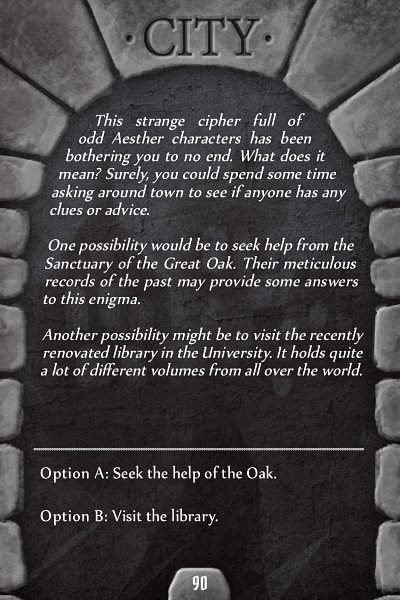 · CITY ·
This strange cipher full of
odd Aesther characters has been
bothering you to no end. What does it
mean? Surely, you could spend some time
asking around town to see if anyone has any
clues or advice.
One possibility would be to seek help from the
Sanctuary of the Great Oak. Their meticulous
records of the past may provide some answers
to this enigma.
Another possibility might be to visit the recently
renovated library in the University. It holds quite
a lot of different volumes from all over the world.
Option A: Seek the help of the Oak.
Option B: Visit the library.
90